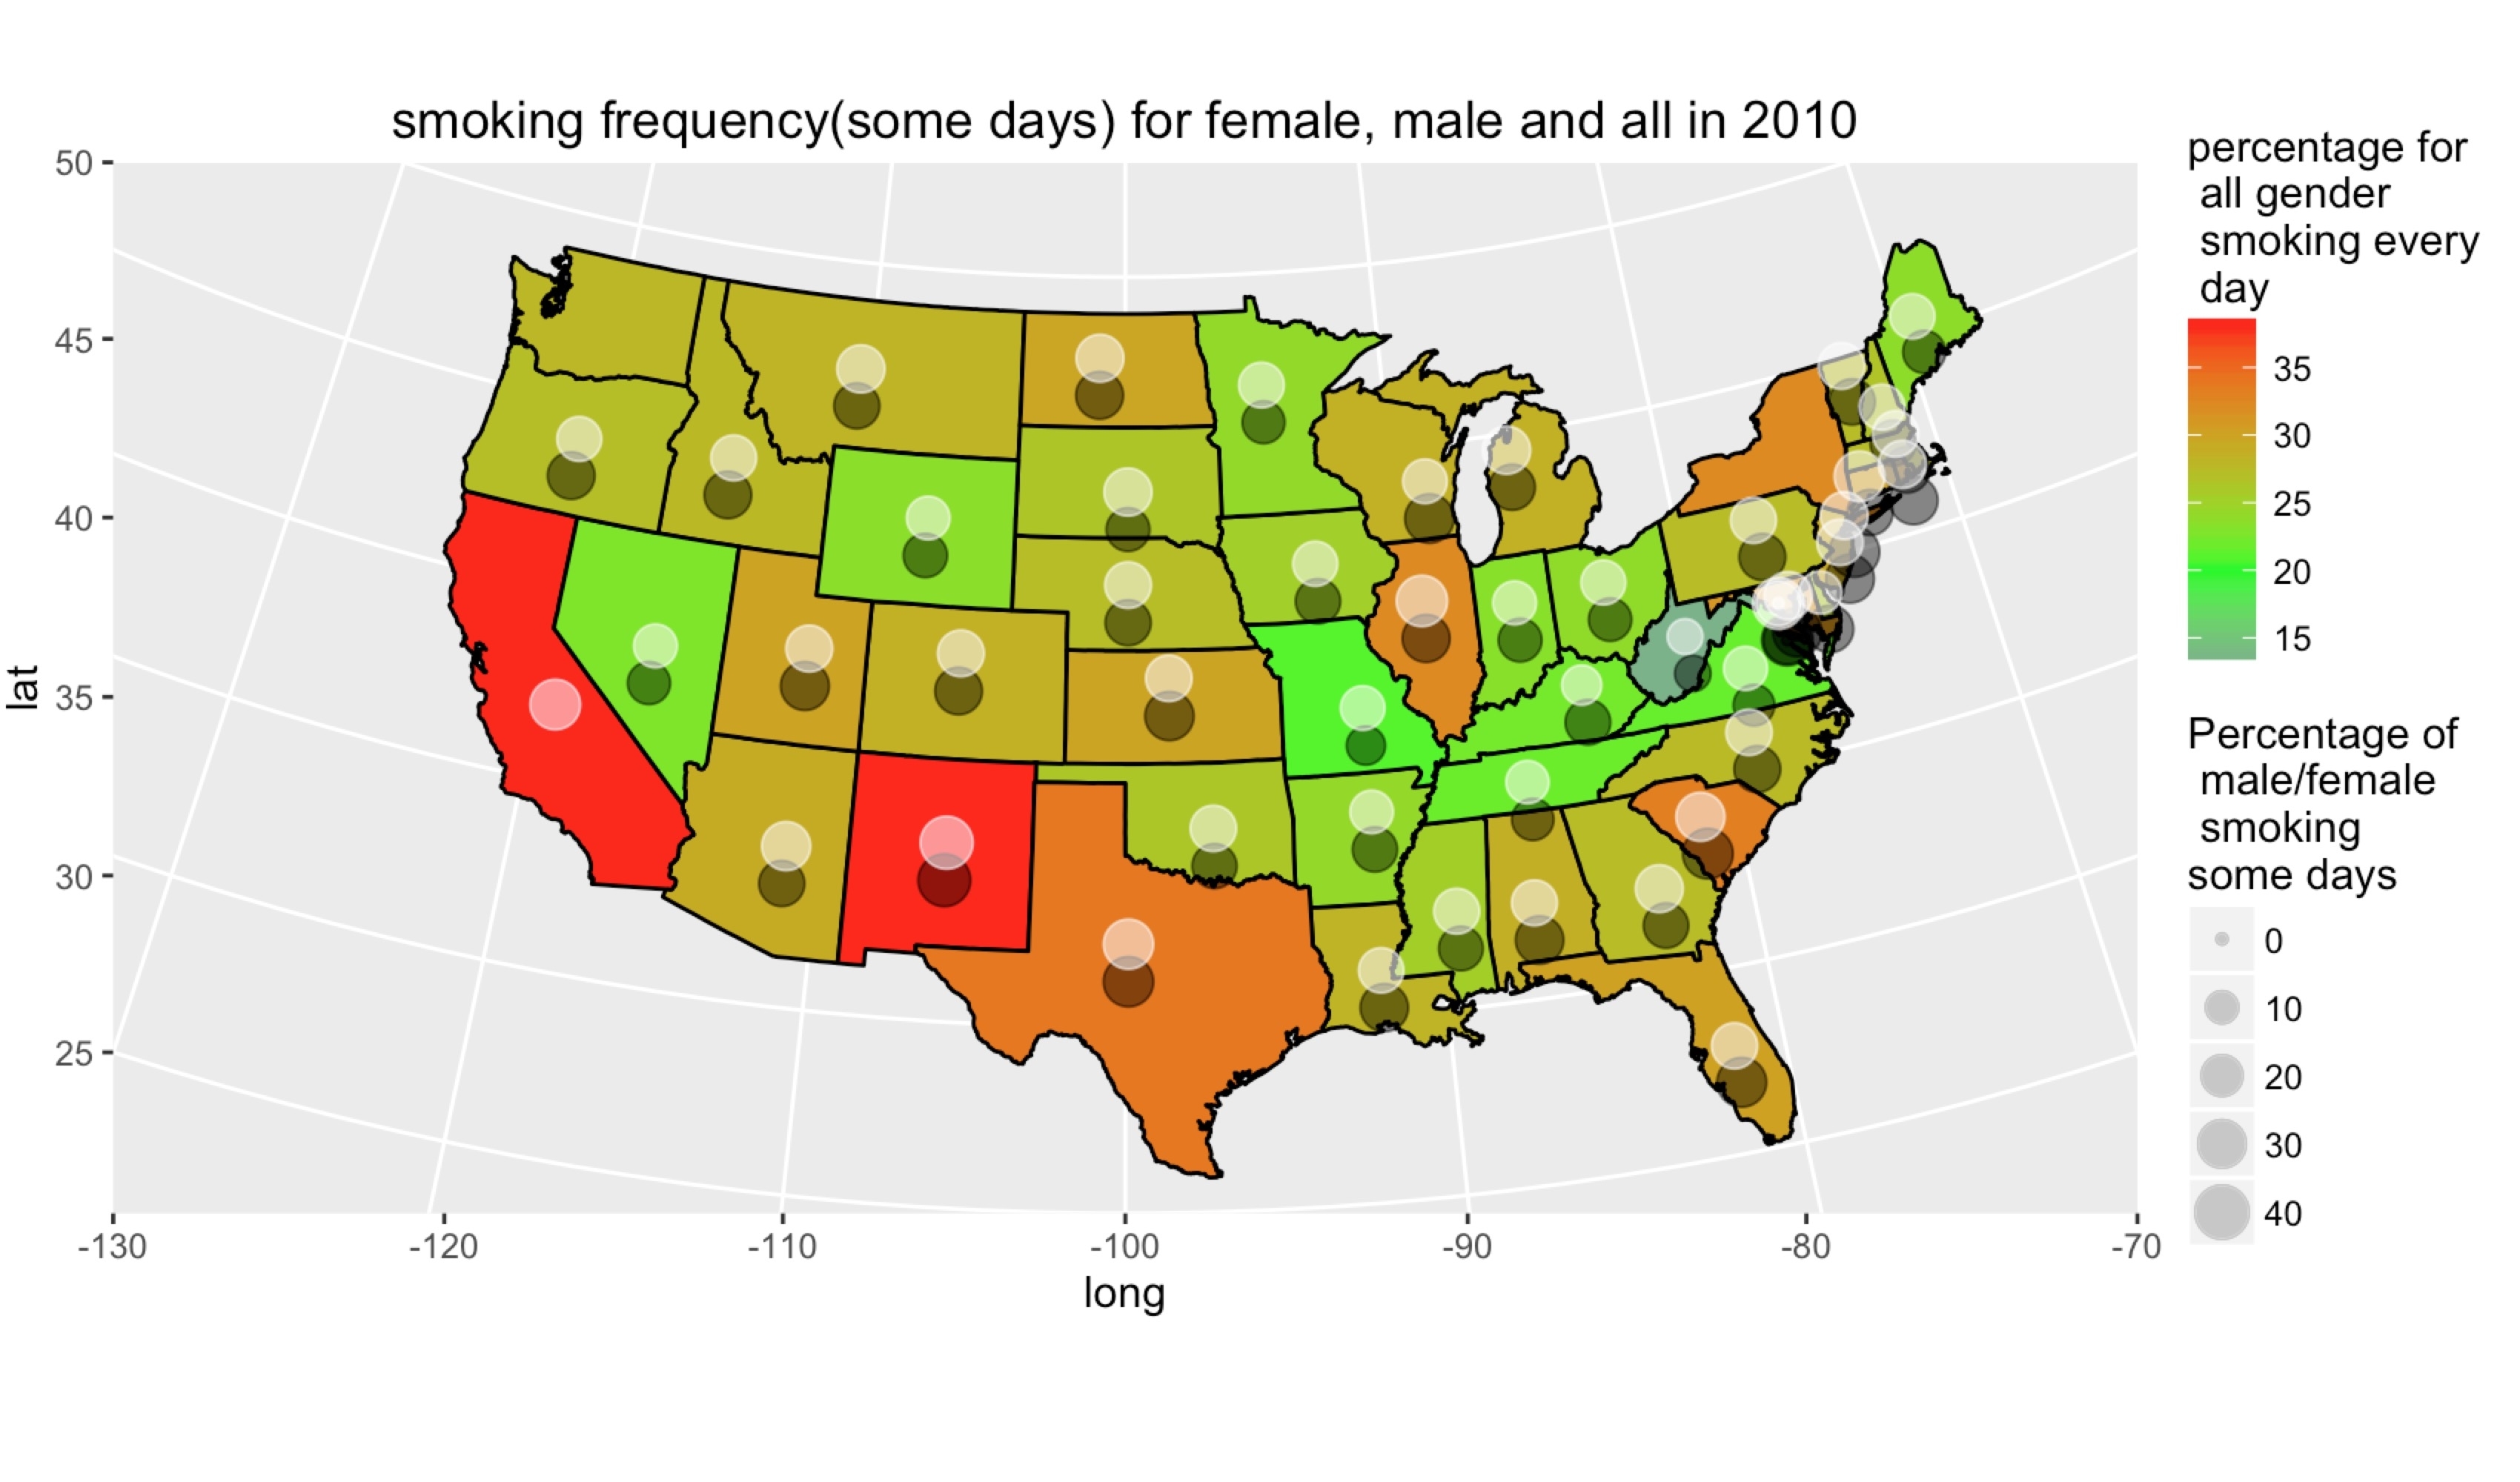 smoking frequency(some days) for female, male and all in 2010
50
45
40
35
30
25
lat
-130
-120
-110
-100
-90
-80
-70
long
percentage for
all gender
smoking every
day
35
30
25
20
15
Percentage of
male/female
smoking
some days
0
10
20
30
40